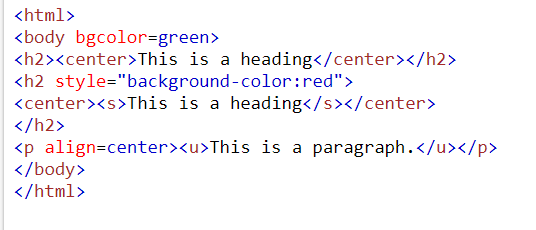 <html>
<body bgcolor=green>
<h2><center>This is a heading</center></h2>
<h2 style="background-color:red">
<center><s>This is a heading</s></center>
</h2>
<p align=center><u>This is a paragraph.</u></p>
</body>
</html>